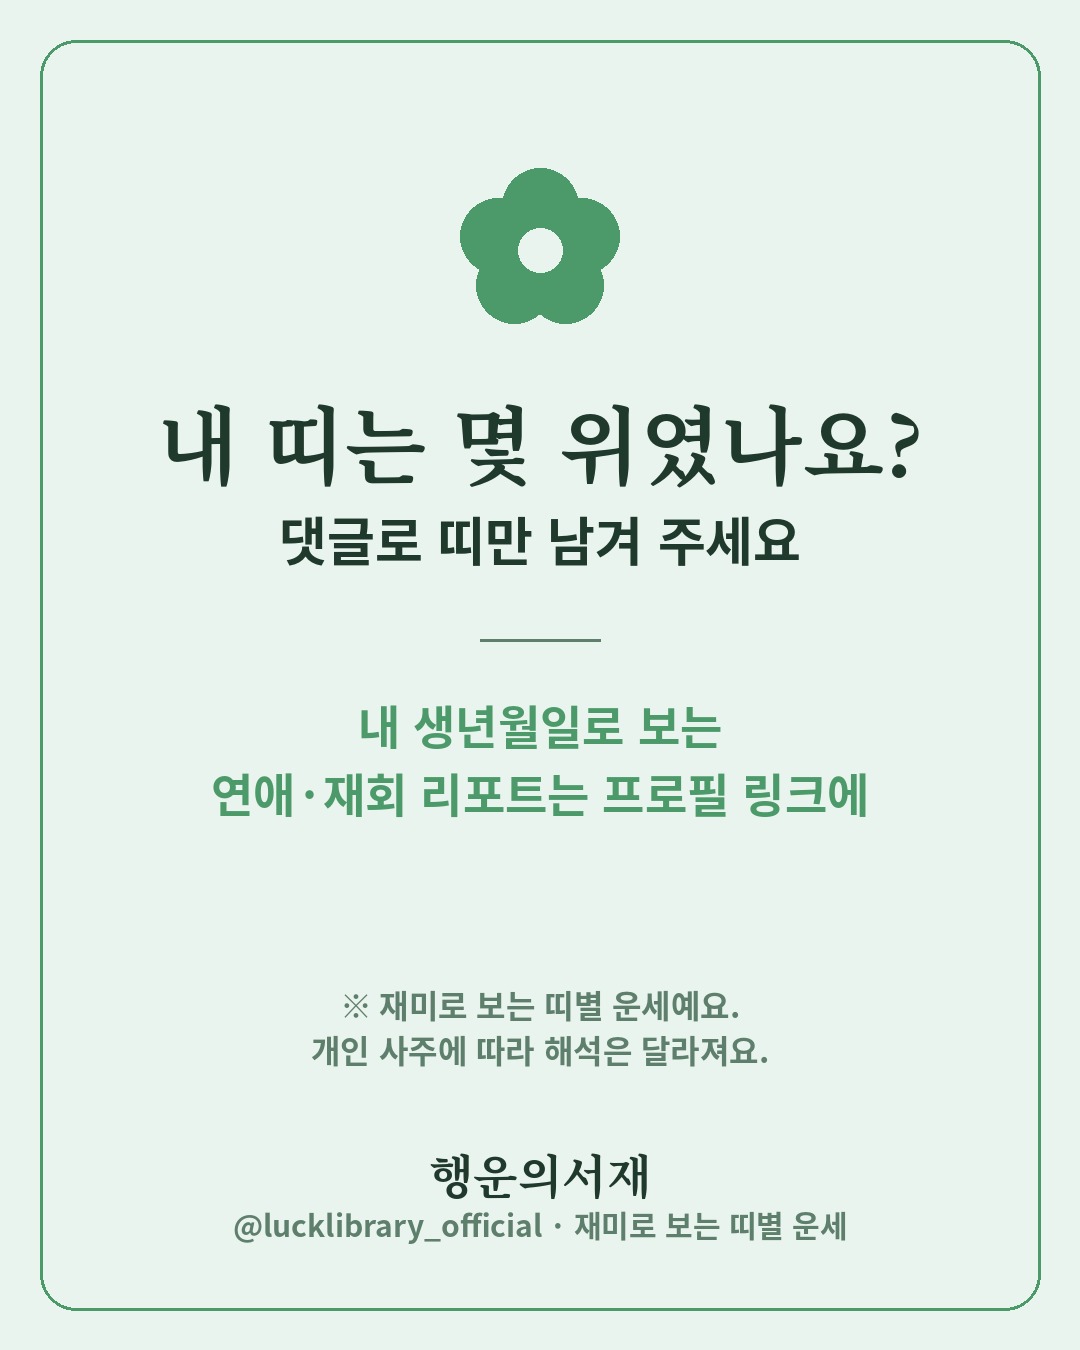 내 띠는 몇 위였나요?
댓글로 띠만 남겨 주세요
내 생년월일로 보는
연애·재회 리포트는 프로필 링크에
※ 재미로 보는 띠별 운세예요.
개인 사주에 따라 해석은 달라져요.
행운의서재
@lucklibrary_official · 재미로 보는 띠별 운세